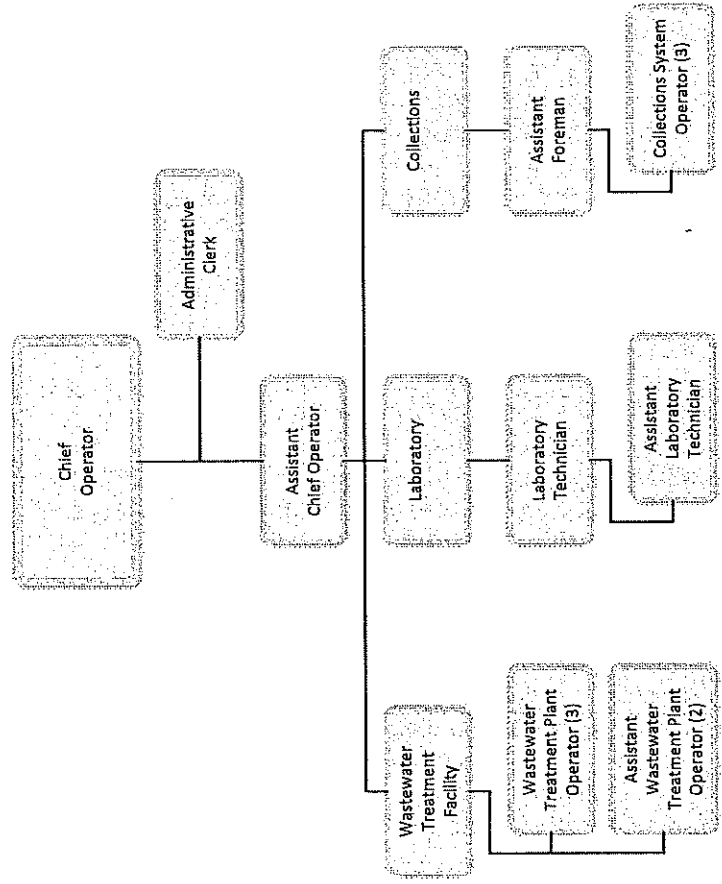 Chief
Operator
Administrative
Clerk
Assistant
Chief Operator
Wastewater
Treatment
Facility
Laboratory
Collections
Wastewater
Treatment Plant
Operator (3)
Laboratory
Technician
Assistant
Foreman
Assistant
Wastewater
Treatment Plant
Operator (2)
Assistant
Laboratory
Technician
Collections System
Operator (3)